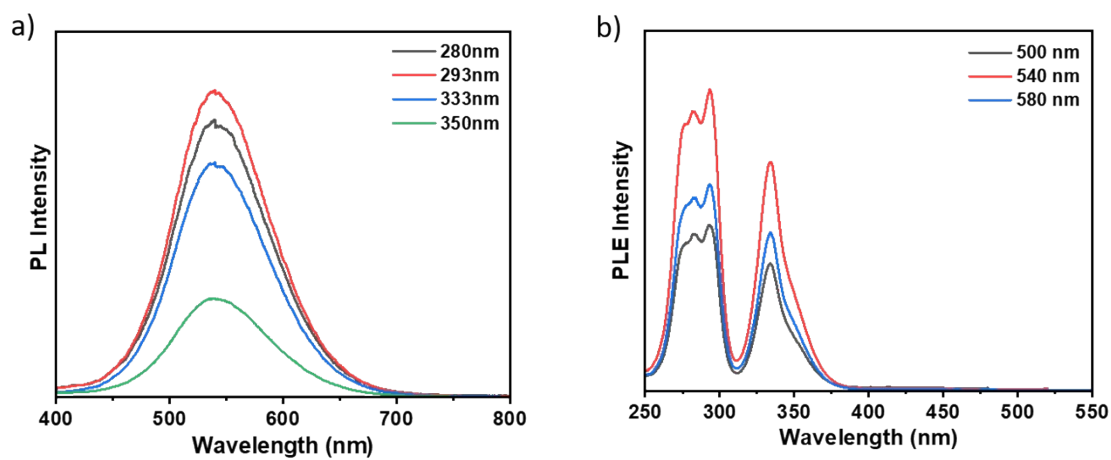 a)
280nm
293nm
333nm
350nm
PL Intensity
400 500 600 700 800
Wavelength (nm)
b)
500 nm
540 nm
580 nm
PLE Intensity
250 300 350 400 450 500 550
Wavelength (nm)